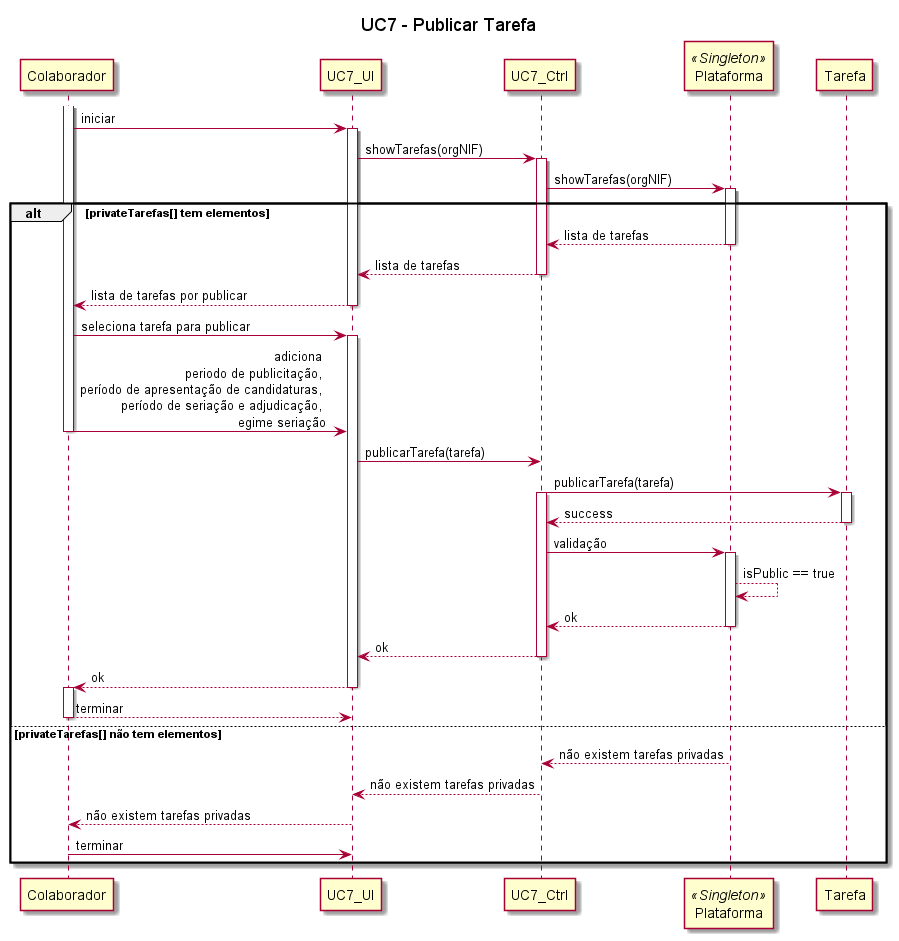 UC7 - Publicar Tarefa
«Singleton»
Colaborador UC7_UI UC7_Ctrl Plataforma Tarefa
iniciar
showTarefas(orgNIF)
showTarefas(orgNIF)
alt [privateTarefas[] tem elementos]
lista de tarefas
lista de tarefas
lista de tarefas por publicar
seleciona tarefa para publicar
adiciona
periodo de publicitação,
período de apresentação de candidaturas,
período de seriação e adjudicação,
egime seriação
publicarTarefa(tarefa)
publicarTarefa(tarefa)
success
validação
isPublic == true
ok
ok
ok
terminar
[privateTarefas[] não tem elementos]
não existem tarefas privadas
não existem tarefas privadas
não existem tarefas privadas
terminar
«Singleton»
Colaborador UC7_UI UC7_Ctrl Plataforma Tarefa